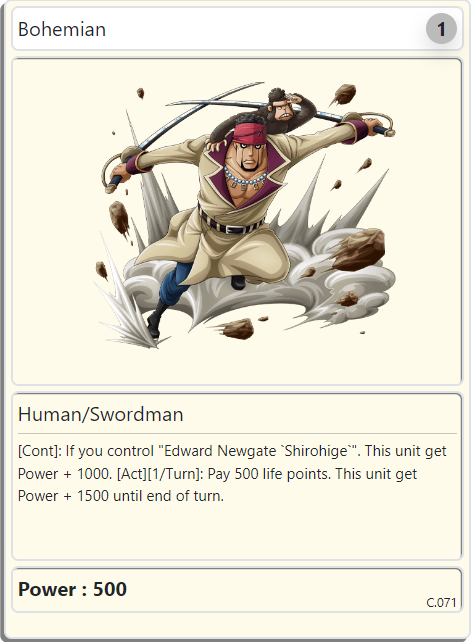 Bohemian
1
Human/Swordman
[Cont]: If you control "Edward Newgate `Shirohige`". This unit get
Power + 1000. [Act][1/Turn]: Pay 500 life points. This unit get
Power + 1500 until end of turn.
Power : 500
C.071